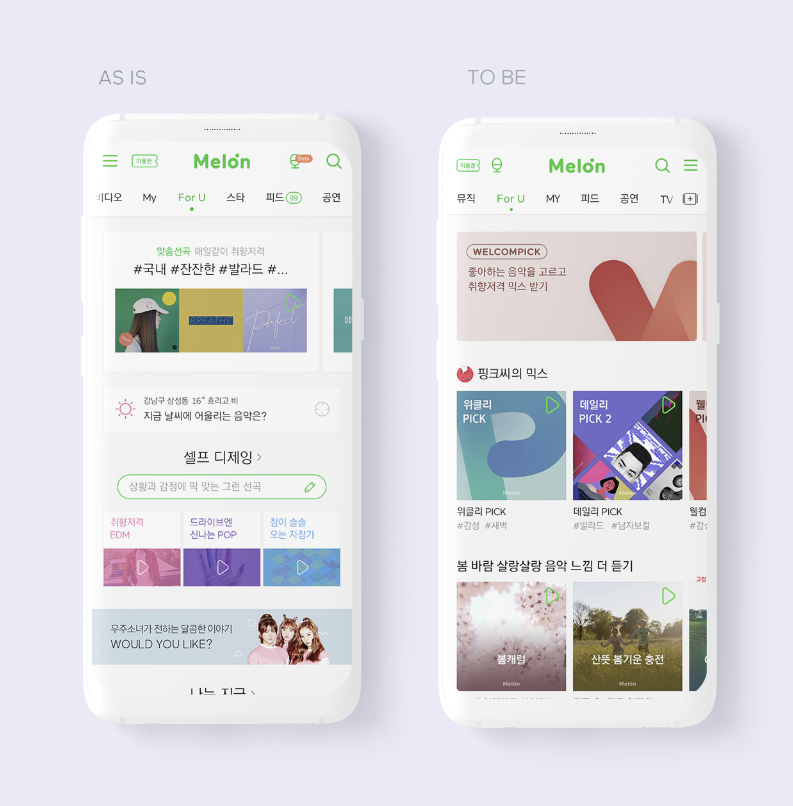 AS IS
TO BE
이용권
Melon
Beta
비디오 My For U 스타 피드 99 공연
맞춤선곡 매일같이 취향저격
#국내 #잔잔한 #발라드 #...
BREATHE
Perfect
강남구 삼성동 16° 흐리고 비
지금 날씨에 어울리는 음악은?
셀프 디제잉 >
상황과 감정에 딱 맞는 그런 선곡
취향저격
EDM
드라이브엔
신나는 POP
잠이 솔솔
오는 자장가
우주소녀가 전하는 달콤한 이야기
WOULD YOU LIKE?
나는 지금 >
이용권
Melon
뮤직 For U MY 피드 공연 TV
WELCOMPICK
좋아하는 음악을 고르고
취향저격 믹스 받기
핑크씨의 믹스
위클리
PICK
Melon
데일리
PICK 2
Melon
위클리 PICK
#감성 #새벽
데일리 PICK
#발라드 #남자보컬
봄 바람 살랑살랑 음악 느낌 더 듣기
봄캐럴
Melon
산뜻 봄기운 충전
Melon